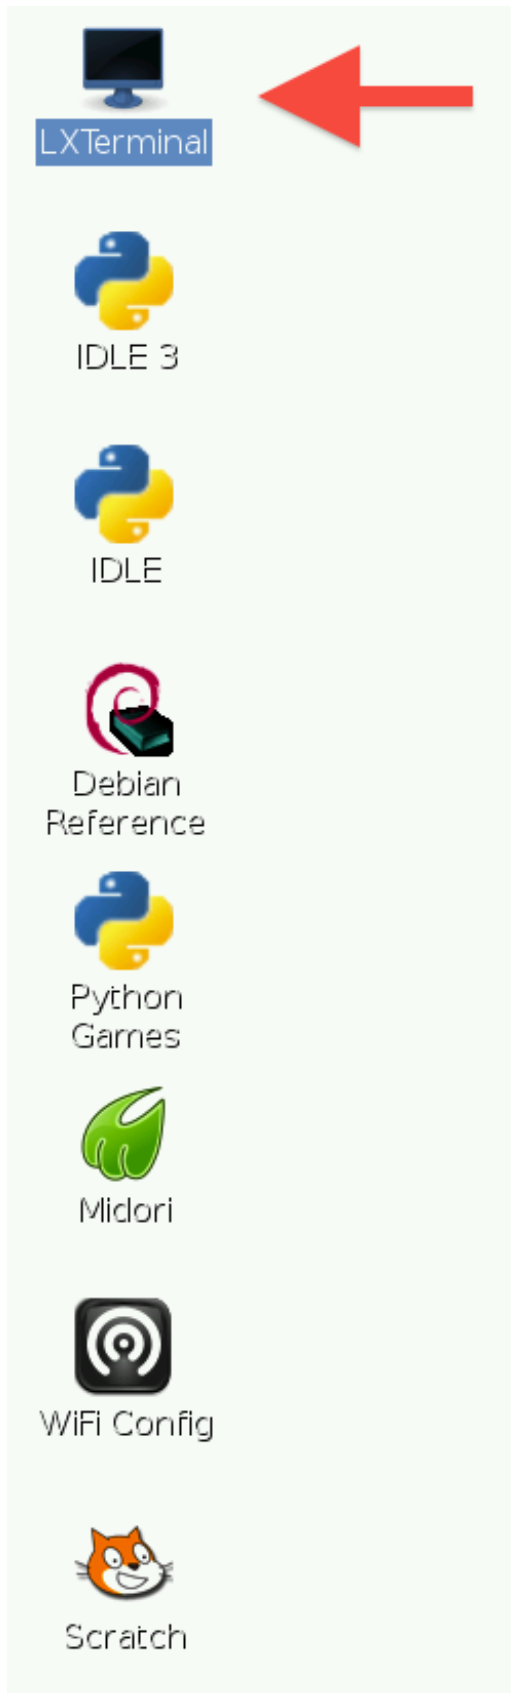 LXTerminal
IDLE 3
IDLE
Debian
Reference
Python
Games
Midori
WiFi Config
Scratch